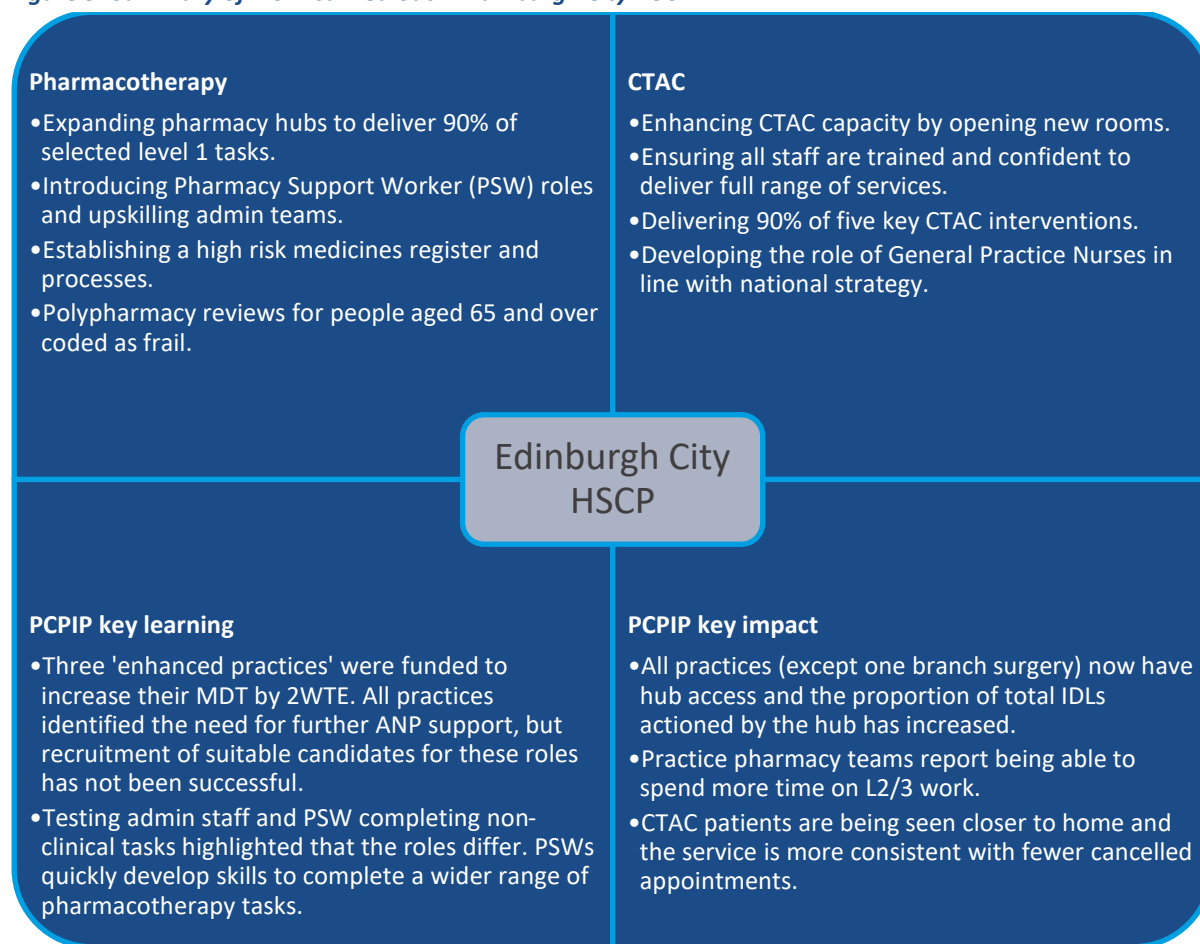 Pharmacotherapy
•Expanding pharmacy hubs to deliver 90% of
selected level 1 tasks.
•Introducing Pharmacy Support Worker (PSW) roles
and upskilling admin teams.
•Establishing a high risk medicines register and
processes.
•Polypharmacy reviews for people aged 65 and over
coded as frail.
CTAC
•Enhancing CTAC capacity by opening new rooms.
•Ensuring all staff are trained and confident to
deliver full range of services.
•Delivering 90% of five key CTAC interventions.
•Developing the role of General Practice Nurses in
line with national strategy.
Edinburgh City
HSCP
PCPIP key learning
•Three 'enhanced practices' were funded to
increase their MDT by 2WTE. All practices
identified the need for further ANP support, but
recruitment of suitable candidates for these roles
has not been successful.
•Testing admin staff and PSW completing non-
clinical tasks highlighted that the roles differ. PSWs
quickly develop skills to complete a wider range of
pharmacotherapy tasks.
PCPIP key impact
•All practices (except one branch surgery) now have
hub access and the proportion of total IDLs
actioned by the hub has increased.
•Practice pharmacy teams report being able to
spend more time on L2/3 work.
•CTAC patients are being seen closer to home and
the service is more consistent with fewer cancelled
appointments.